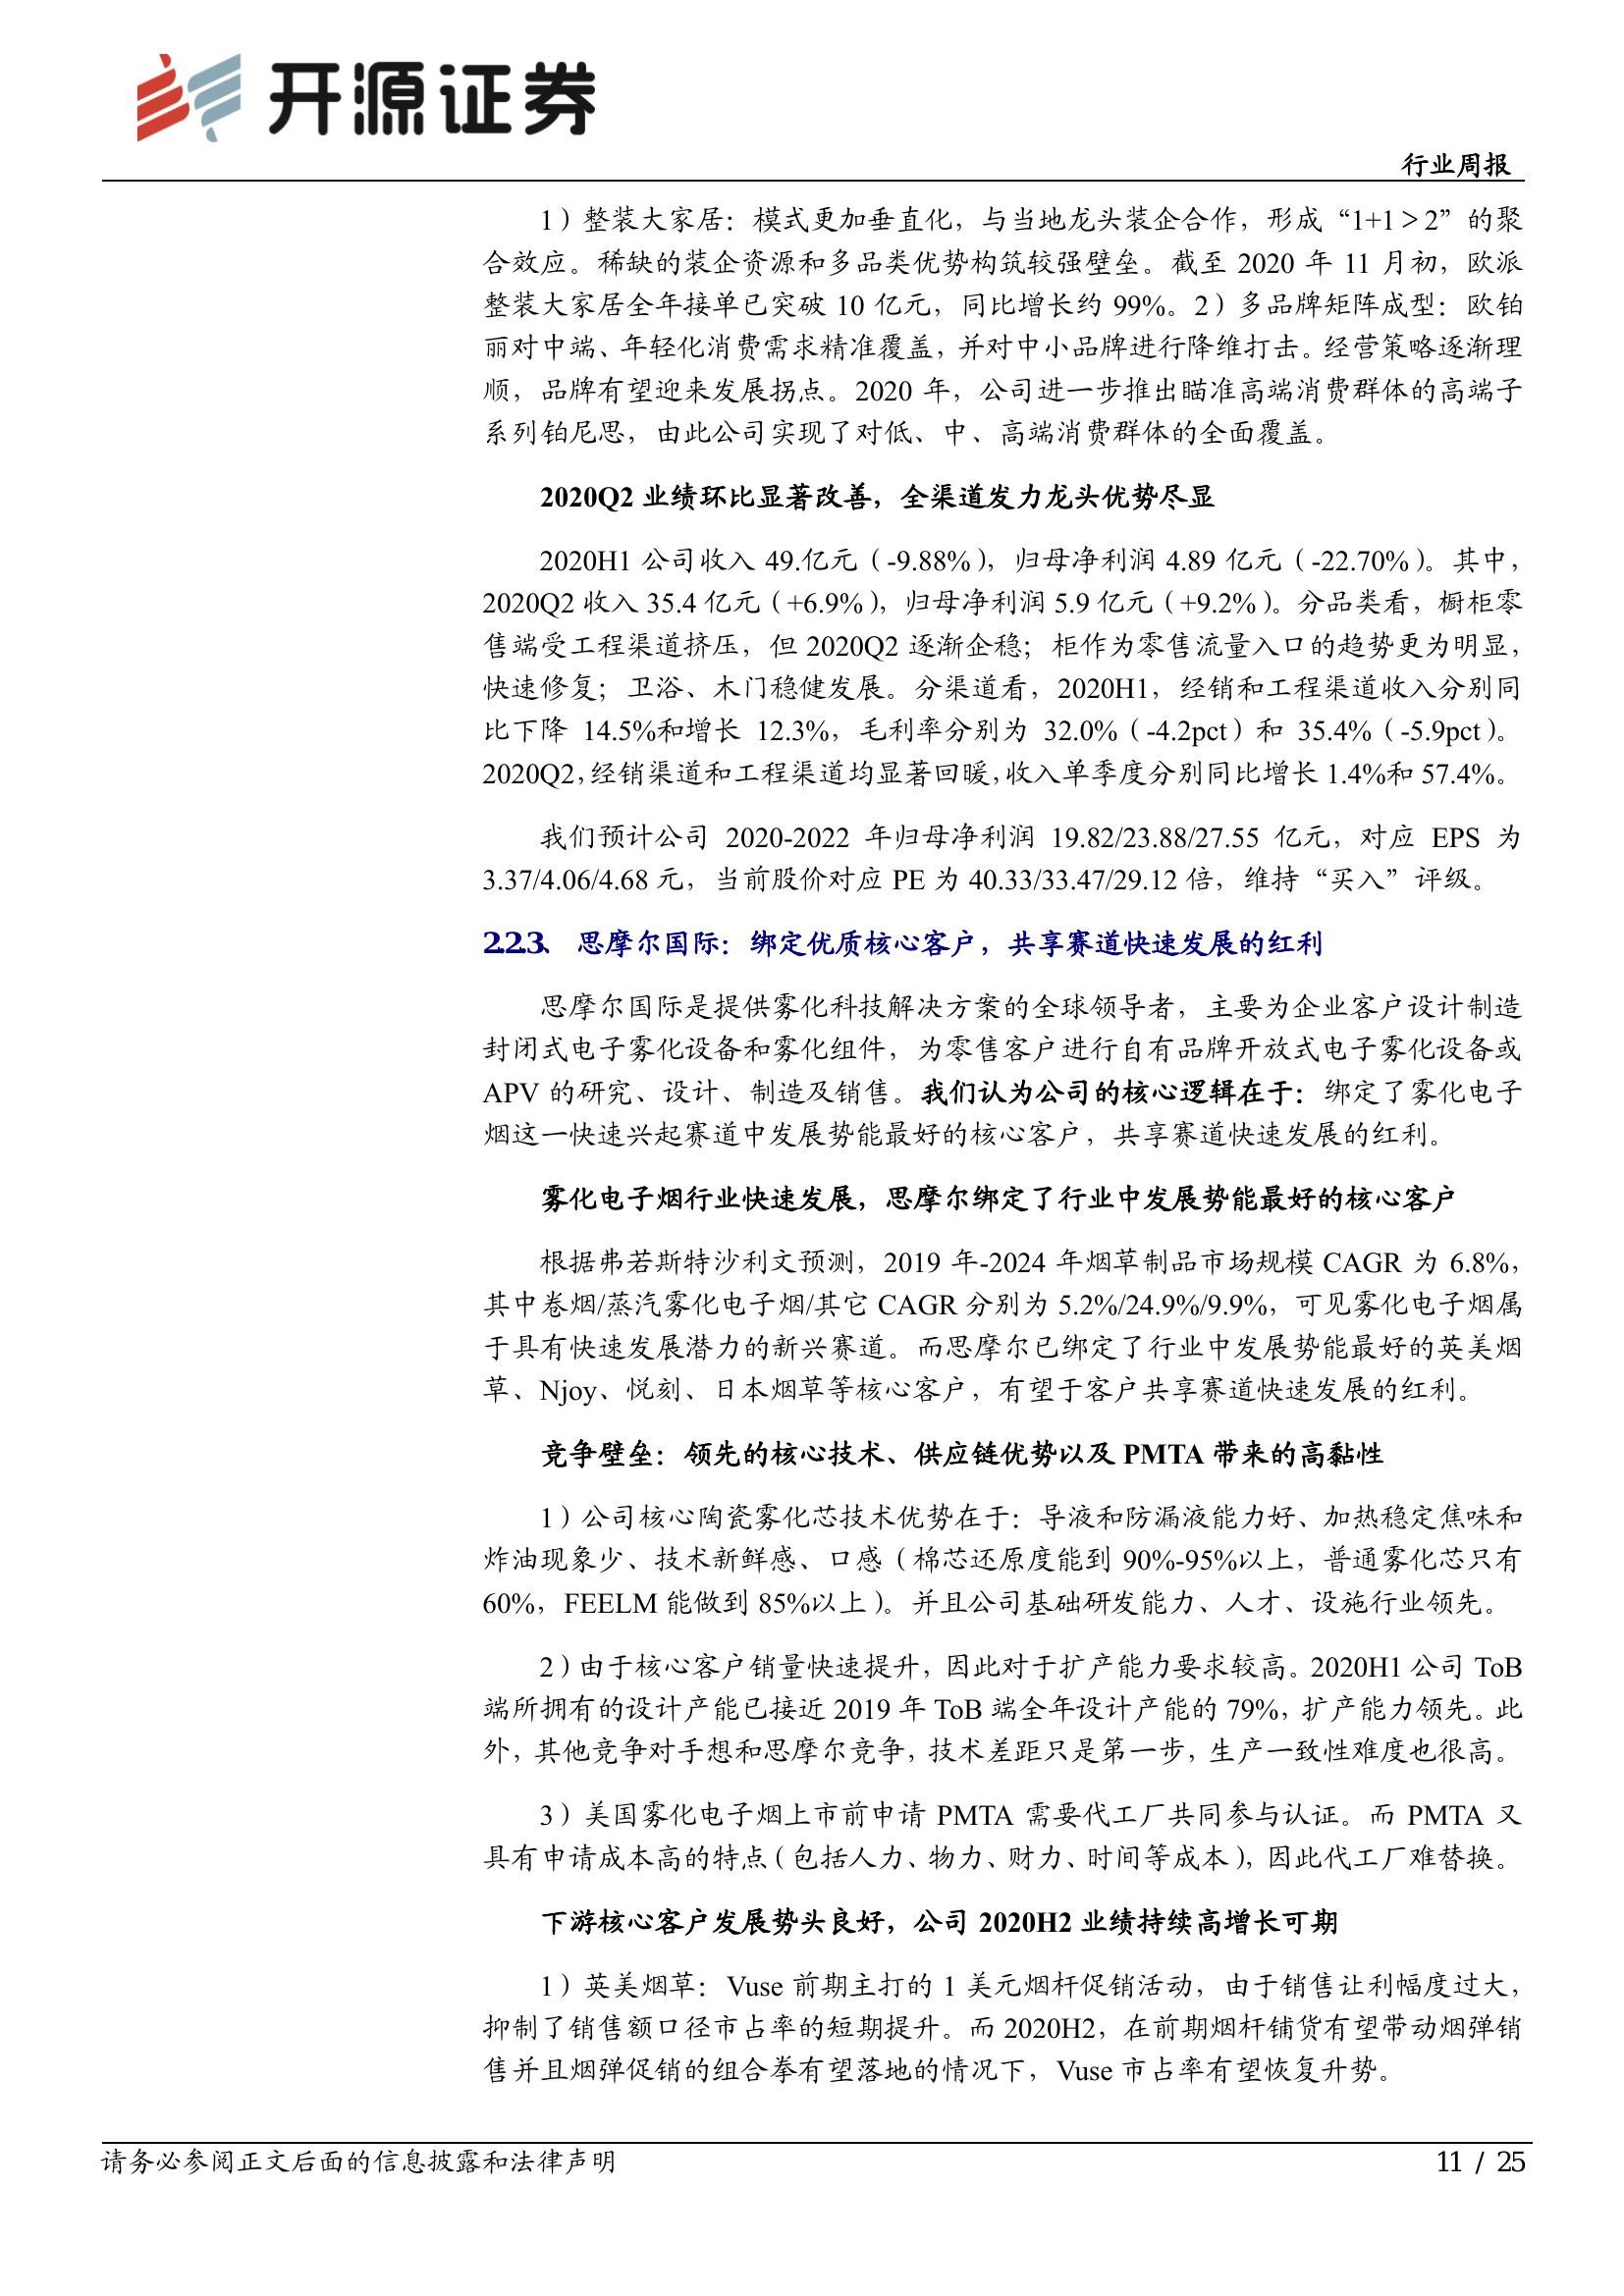 开源证券
行业周报
1）整装大家居：模式更加垂直化，与当地龙头装企合作，形成“1+1＞2”的聚
合效应。稀缺的装企资源和多品类优势构筑较强壁垒。截至 2020 年 11 月初，欧派
整装大家居全年接单已突破 10 亿元，同比增长约 99%。2）多品牌矩阵成型：欧铂
丽对中端、年轻化消费需求精准覆盖，并对中小品牌进行降维打击。经营策略逐渐理
顺，品牌有望迎来发展拐点。2020 年，公司进一步推出瞄准高端消费群体的高端子
系列铂尼思，由此公司实现了对低、中、高端消费群体的全面覆盖。
2020Q2 业绩环比显著改善，全渠道发力龙头优势尽显
2020H1 公司收入 49.亿元（-9.88%），归母净利润 4.89 亿元（-22.70%）。其中，
2020Q2 收入 35.4 亿元（+6.9%），归母净利润 5.9 亿元（+9.2%）。分品类看，橱柜零
售端受工程渠道挤压，但 2020Q2 逐渐企稳；柜作为零售流量入口的趋势更为明显，
快速修复；卫浴、木门稳健发展。分渠道看，2020H1，经销和工程渠道收入分别同
比下降 14.5%和增长 12.3%，毛利率分别为 32.0%（-4.2pct）和 35.4%（-5.9pct）。
2020Q2，经销渠道和工程渠道均显著回暖，收入单季度分别同比增长 1.4%和 57.4%。
我们预计公司 2020-2022 年归母净利润 19.82/23.88/27.55 亿元，对应 EPS 为
3.37/4.06/4.68 元，当前股价对应 PE 为 40.33/33.47/29.12 倍，维持“买入”评级。
2.2.3、 思摩尔国际：绑定优质核心客户，共享赛道快速发展的红利
思摩尔国际是提供雾化科技解决方案的全球领导者，主要为企业客户设计制造
封闭式电子雾化设备和雾化组件，为零售客户进行自有品牌开放式电子雾化设备或
APV 的研究、设计、制造及销售。我们认为公司的核心逻辑在于：绑定了雾化电子
烟这一快速兴起赛道中发展势能最好的核心客户，共享赛道快速发展的红利。
雾化电子烟行业快速发展，思摩尔绑定了行业中发展势能最好的核心客户
根据弗若斯特沙利文预测，2019 年-2024 年烟草制品市场规模 CAGR 为 6.8%，
其中卷烟/蒸汽雾化电子烟/其它 CAGR 分别为 5.2%/24.9%/9.9%，可见雾化电子烟属
于具有快速发展潜力的新兴赛道。而思摩尔已绑定了行业中发展势能最好的英美烟
草、Njoy、悦刻、日本烟草等核心客户，有望于客户共享赛道快速发展的红利。
竞争壁垒：领先的核心技术、供应链优势以及 PMTA 带来的高黏性
1）公司核心陶瓷雾化芯技术优势在于：导液和防漏液能力好、加热稳定焦味和
炸油现象少、技术新鲜感、口感（棉芯还原度能到 90%-95%以上，普通雾化芯只有
60%，FEELM 能做到 85%以上）。并且公司基础研发能力、人才、设施行业领先。
2）由于核心客户销量快速提升，因此对于扩产能力要求较高。2020H1 公司 ToB
端所拥有的设计产能已接近 2019 年 ToB 端全年设计产能的 79%，扩产能力领先。此
外，其他竞争对手想和思摩尔竞争，技术差距只是第一步，生产一致性难度也很高。
3）美国雾化电子烟上市前申请 PMTA 需要代工厂共同参与认证。而 PMTA 又
具有申请成本高的特点（包括人力、物力、财力、时间等成本），因此代工厂难替换。
下游核心客户发展势头良好，公司 2020H2 业绩持续高增长可期
1）英美烟草：Vuse 前期主打的 1 美元烟杆促销活动，由于销售让利幅度过大，
抑制了销售额口径市占率的短期提升。而 2020H2，在前期烟杆铺货有望带动烟弹销
售并且烟弹促销的组合拳有望落地的情况下，Vuse 市占率有望恢复升势。
请务必参阅正文后面的信息披露和法律声明
11 / 25